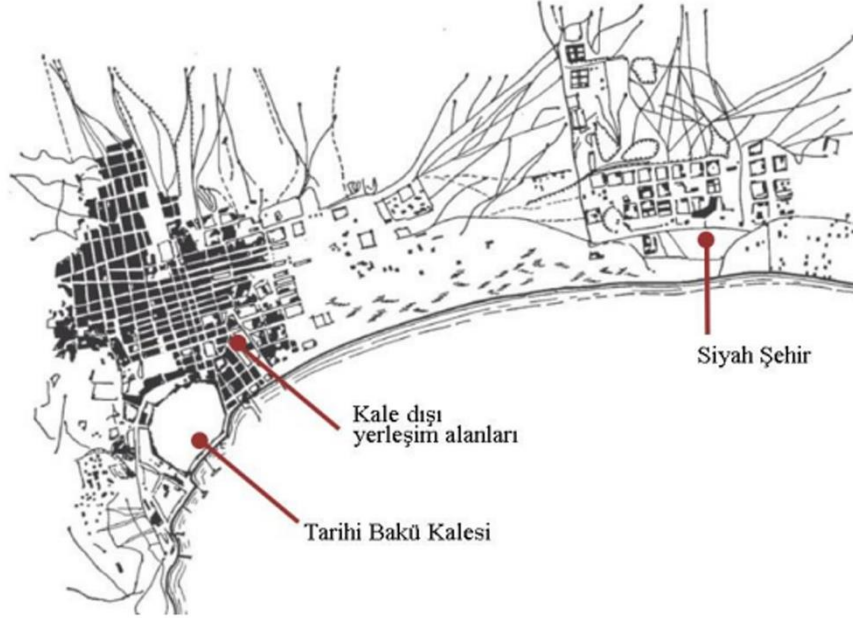 Siyah Şehir
Kale dışı
yerleşim alanları
Tarihi Bakü Kalesi